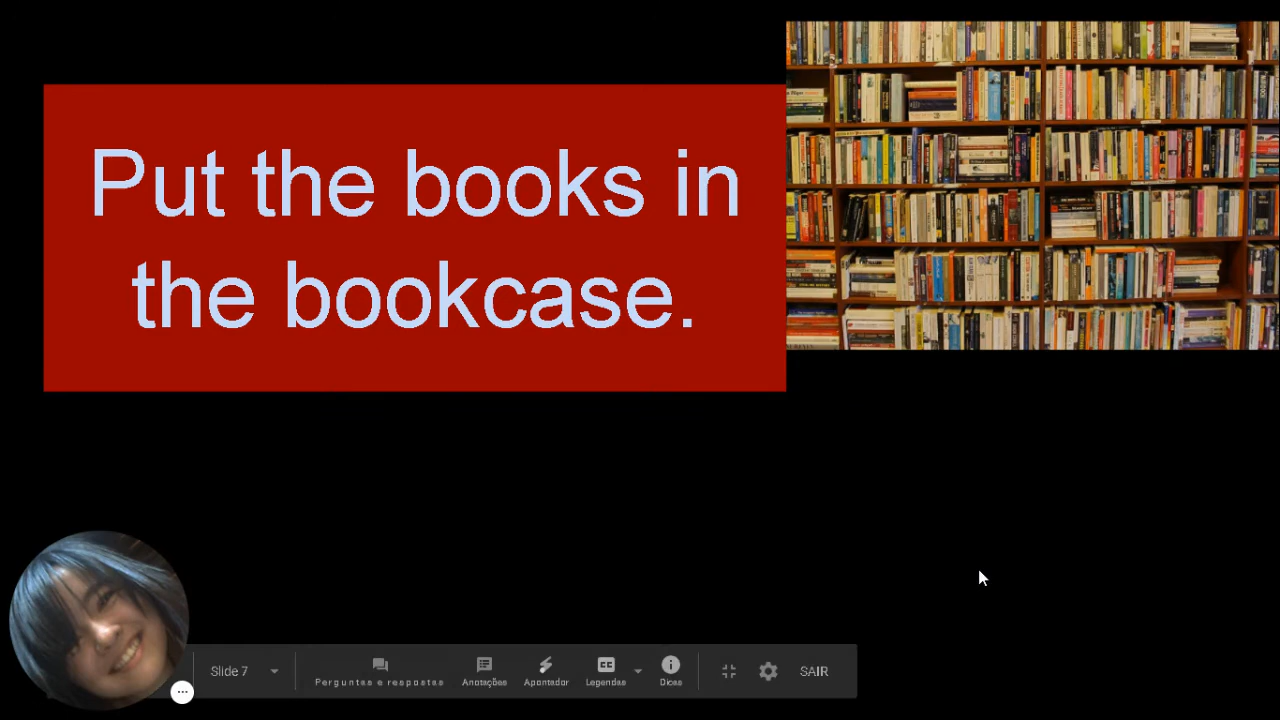 Put the books in
the bookcase.
Slide 7
Perguntas e respostas
Anotações
Apontador
Legendas
Dicas
SAIR